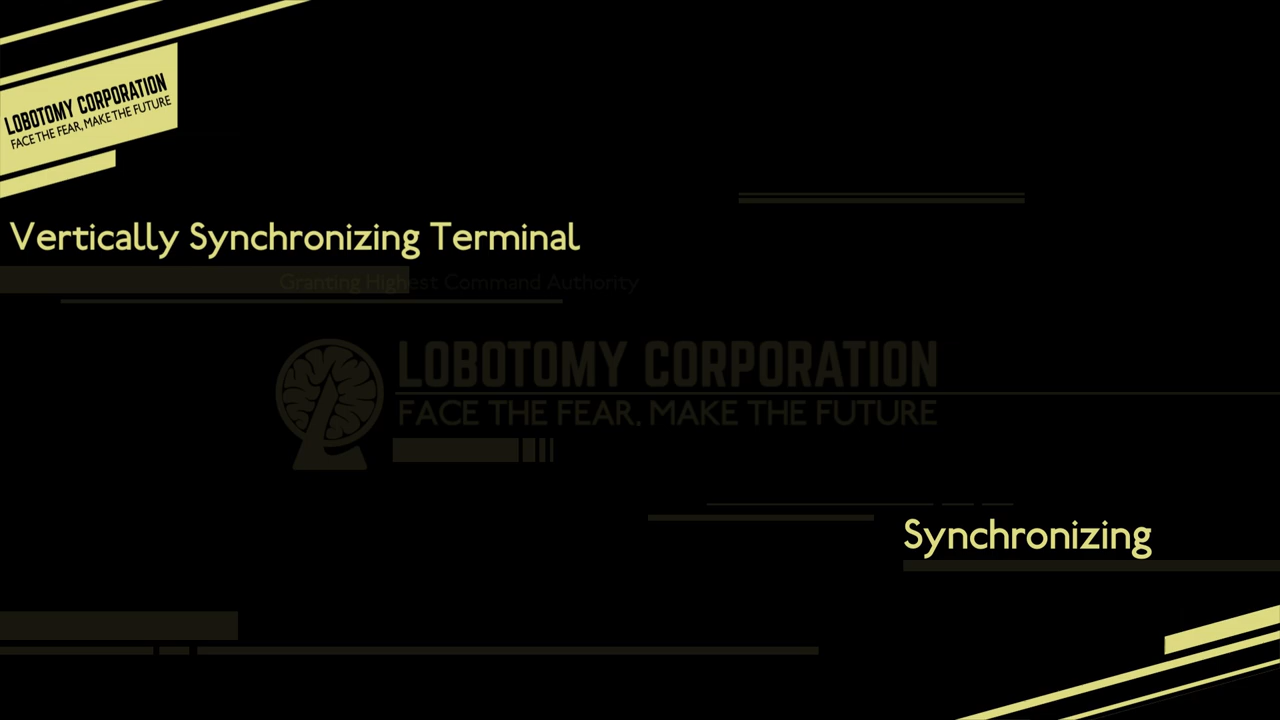 LOBOTOMY CORPORATION
FACE THE FEAR, MAKE THE FUTURE
Vertically Synchronizing Terminal
Granting Highest Command Authority
LOBOTOMY CORPORATION
FACE THE FEAR, MAKE THE FUTURE
Synchronizing